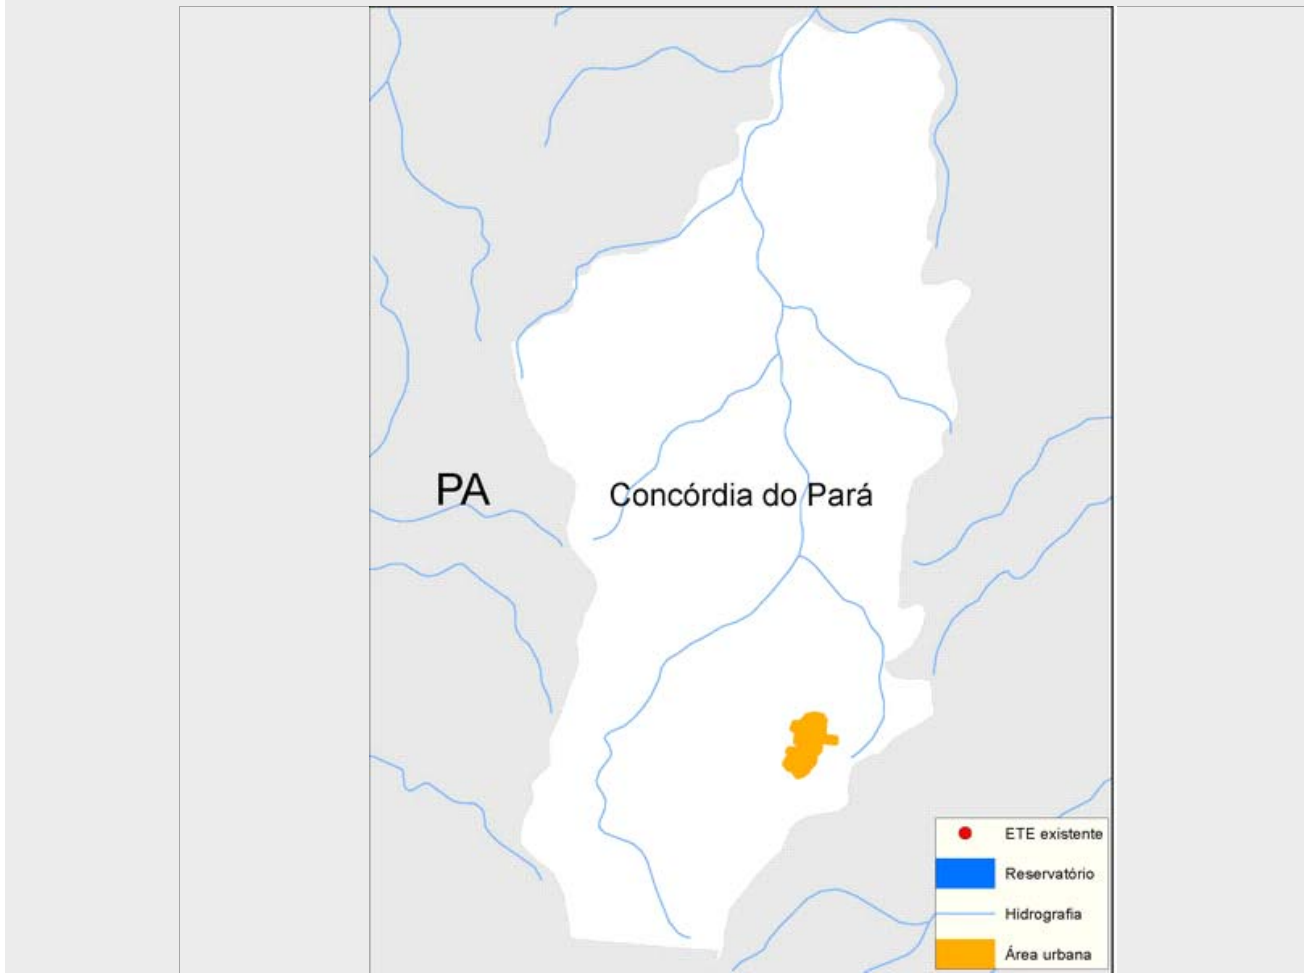 PA
Concórdia do Pará
ETE existente
Reservatório
Hidrografia
Área urbana